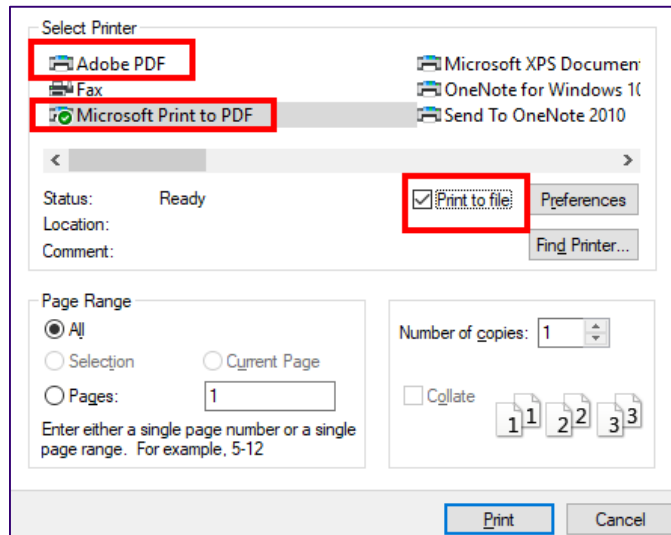 Select Printer
Adobe PDF
Microsoft XPS Documen
Fax
OneNote for Windows 10
Microsoft Print to PDF
Send To OneNote 2010
Status: Ready
Print to file
Preferences
Location:
Comment:
Find Printer...
Page Range
All
Selection
Current Page
Pages: 1
Enter either a single page number or a single
page range. For example, 5-12
Number of copies: 1
Collate
1 1 2 2 3 3
Print
Cancel